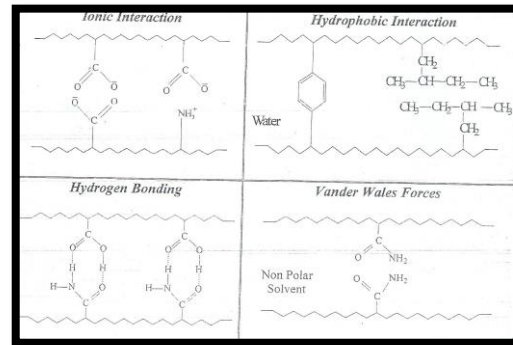 Ionic Interaction
Hydrophobic Interaction
C
O
O
C
O
O
O
O
C
NH3+
Water
CH2
CH3—CH—CH2—CH3
CH3—CH2—CH—CH3
CH2
Hydrogen Bonding
C
O
O
H
H
H—N
O
C
C
O
O
H
H
H—N
O
C
Vander Wales Forces
C
O
NH2
NH2
O
C
Non Polar
Solvent